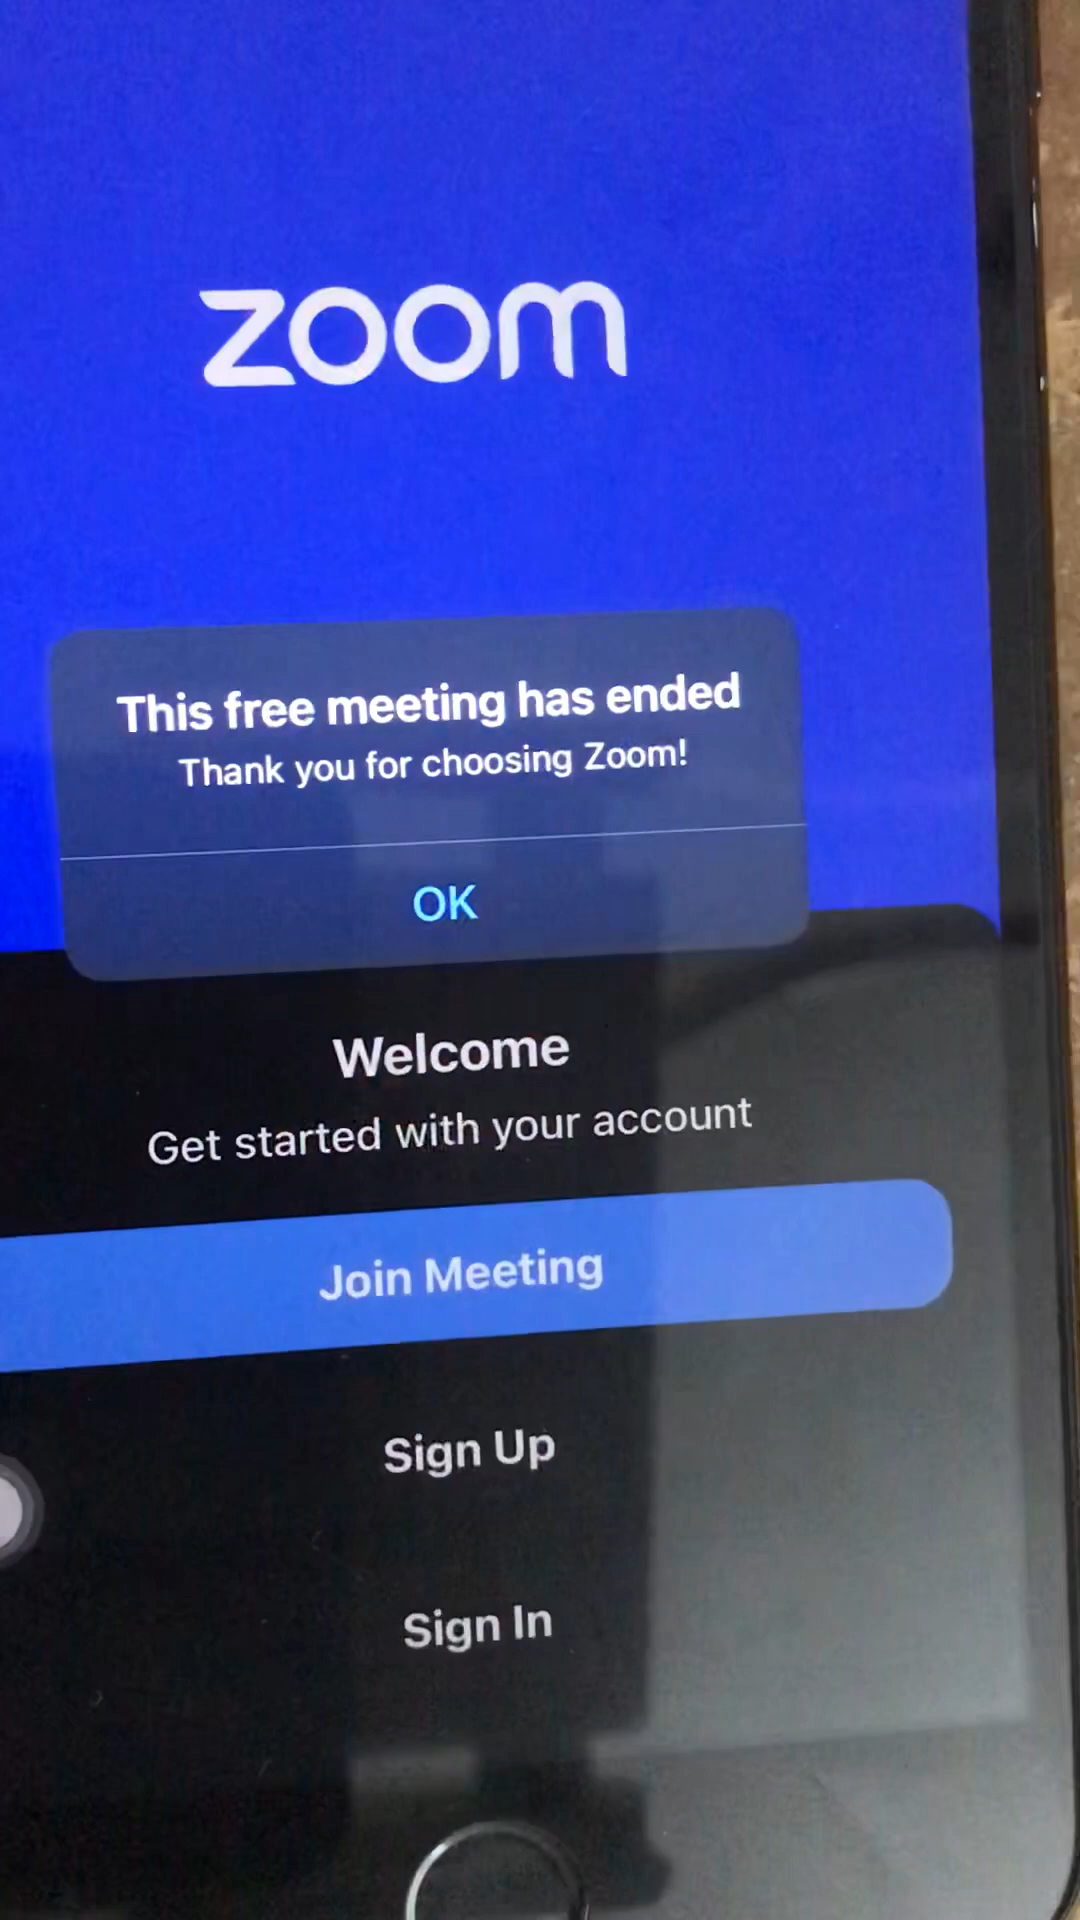 zoom
This free meeting has ended
Thank you for choosing Zoom!
OK
Welcome
Get started with your account
Join Meeting
Sign Up
Sign In